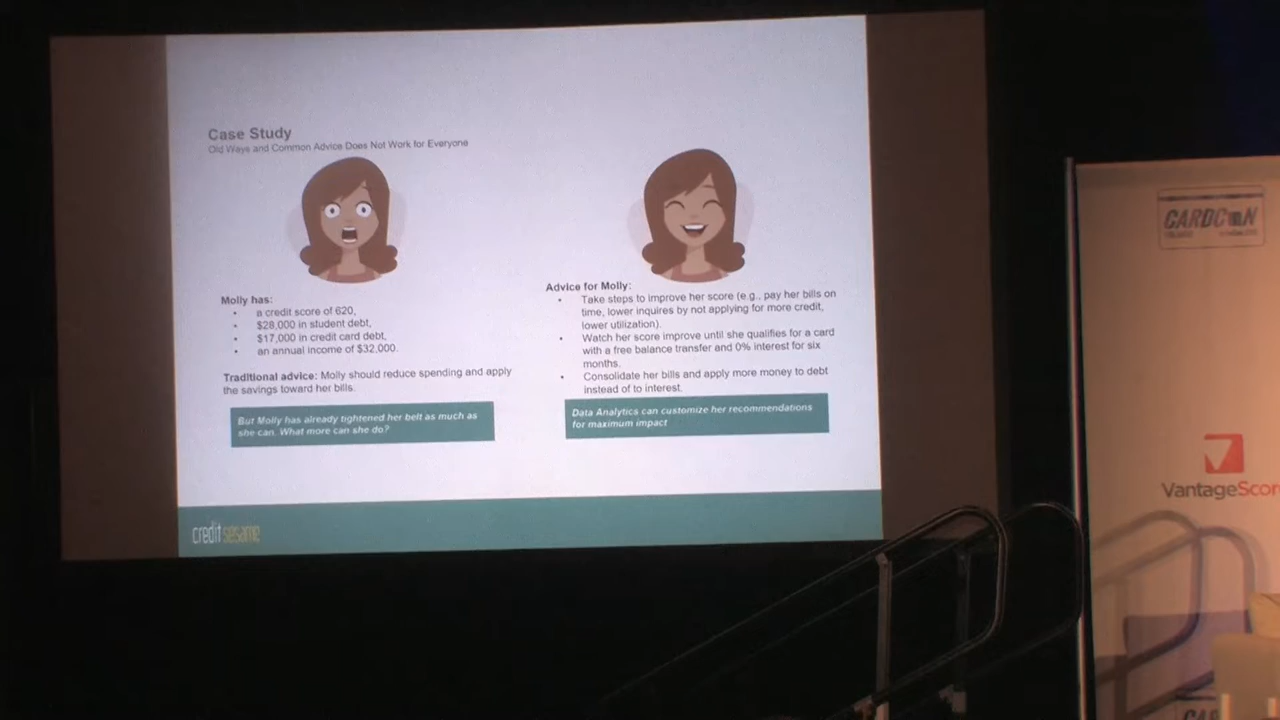 Case Study
Old Ways and Common Advice Does Not Work for Everyone
Molly has:
• a credit score of 620,
• $28,000 in student debt,
• $17,000 in credit card debt,
• an annual income of $32,000.
Traditional advice: Molly should reduce spending and apply
the savings toward her bills.
But Molly has already tightened her belt as much as
she can. What more can she do?
Advice for Molly:
• Take steps to improve her score (e.g., pay her bills on
time, lower inquires by not applying for more credit,
lower utilization).
• Watch her score improve until she qualifies for a card
with a free balance transfer and 0% interest for six
months.
• Consolidate her bills and apply more money to debt
instead of to interest.
Data Analytics can customize her recommendations
for maximum impact
credit sesame
CARDCON
VantageScor